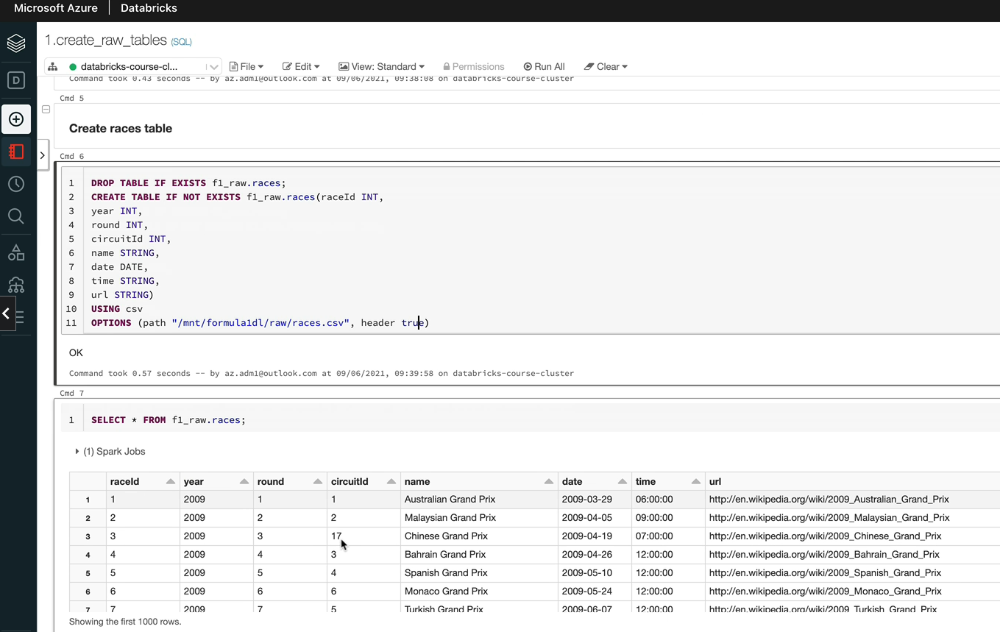 Microsoft Azure | Databricks
1.create_raw_tables (SQL)
databricks-course-cl... File Edit View: Standard Permissions Run All Clear
Command took 0.43 seconds -- by az.adm1@outlook.com at 09/06/2021, 09:38:08 on databricks-course-cluster
Cmd 5
Create races table
Cmd 6
1 DROP TABLE IF EXISTS f1_raw.races;
2 CREATE TABLE IF NOT EXISTS f1_raw.races(raceId INT,
3 year INT,
4 round INT,
5 circuitId INT,
6 name STRING,
7 date DATE,
8 time STRING,
9 url STRING)
10 USING csv
11 OPTIONS (path "/mnt/formula1dl/raw/races.csv", header true)
OK
Command took 0.57 seconds -- by az.adm1@outlook.com at 09/06/2021, 09:39:58 on databricks-course-cluster
Cmd 7
1 SELECT * FROM f1_raw.races;
(1) Spark Jobs
raceId year round circuitId name date time url
1 1 2009 1 1 Australian Grand Prix 2009-03-29 06:00:00 http://en.wikipedia.org/wiki/2009_Australian_Grand_Prix
2 2 2009 2 2 Malaysian Grand Prix 2009-04-05 09:00:00 http://en.wikipedia.org/wiki/2009_Malaysian_Grand_Prix
3 3 2009 3 17 Chinese Grand Prix 2009-04-19 07:00:00 http://en.wikipedia.org/wiki/2009_Chinese_Grand_Prix
4 4 2009 4 3 Bahrain Grand Prix 2009-04-26 12:00:00 http://en.wikipedia.org/wiki/2009_Bahrain_Grand_Prix
5 5 2009 5 4 Spanish Grand Prix 2009-05-10 12:00:00 http://en.wikipedia.org/wiki/2009_Spanish_Grand_Prix
6 6 2009 6 6 Monaco Grand Prix 2009-05-24 12:00:00 http://en.wikipedia.org/wiki/2009_Monaco_Grand_Prix
7 7 2009 7 5 Turkish Grand Prix 2009-06-07 12:00:00 http://en.wikipedia.org/wiki/2009_Turkish_Grand_Prix
Showing the first 1000 rows.